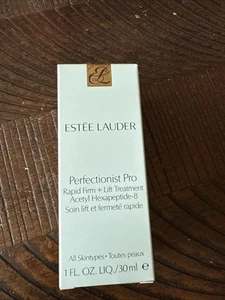 EL
ESTĒE LAUDER
Perfectionist Pro
Rapid Firm + Lift Treatment
Acetyl Hexapeptide-8
Soin lift et fermeté rapide
All Skintypes • Toutes peaux
1 FL. OZ. LIQ./30 ml e